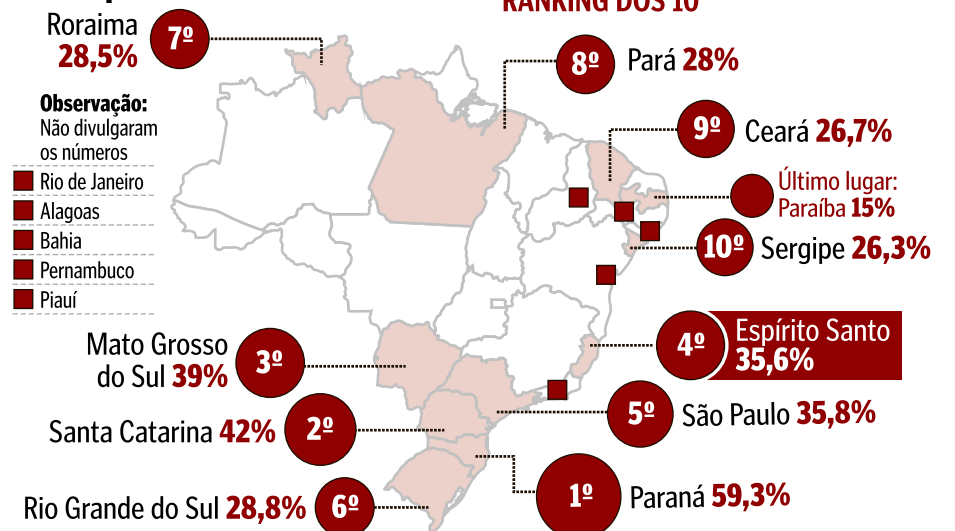 RANKING DOS 10
Roraima
28,5%
7º
8º
Pará 28%
Observação:
Não divulgaram
os números
Rio de Janeiro
Alagoas
Bahia
Pernambuco
Piauí
9º
Ceará 26,7%
Último lugar:
Paraíba 15%
10º
Sergipe 26,3%
Mato Grosso
do Sul 39%
3º
4º
Espírito Santo
35,6%
Santa Catarina 42%
2º
5º
São Paulo 35,8%
Rio Grande do Sul 28,8%
6º
1º
Paraná 59,3%